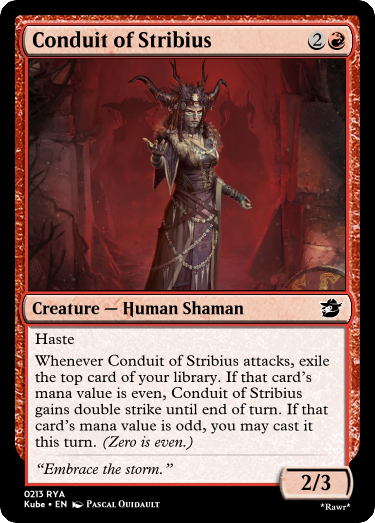 Conduit of Stribius 2
Creature — Human Shaman
Haste
Whenever Conduit of Stribius attacks, exile
the top card of your library. If that card's
mana value is even, Conduit of Stribius
gains double strike until end of turn. If that
card's mana value is odd, you may cast it
this turn. (Zero is even.)
“Embrace the storm.”
2/3
0213 RYA
Kube • EN Pascal Quidault *Rawr*